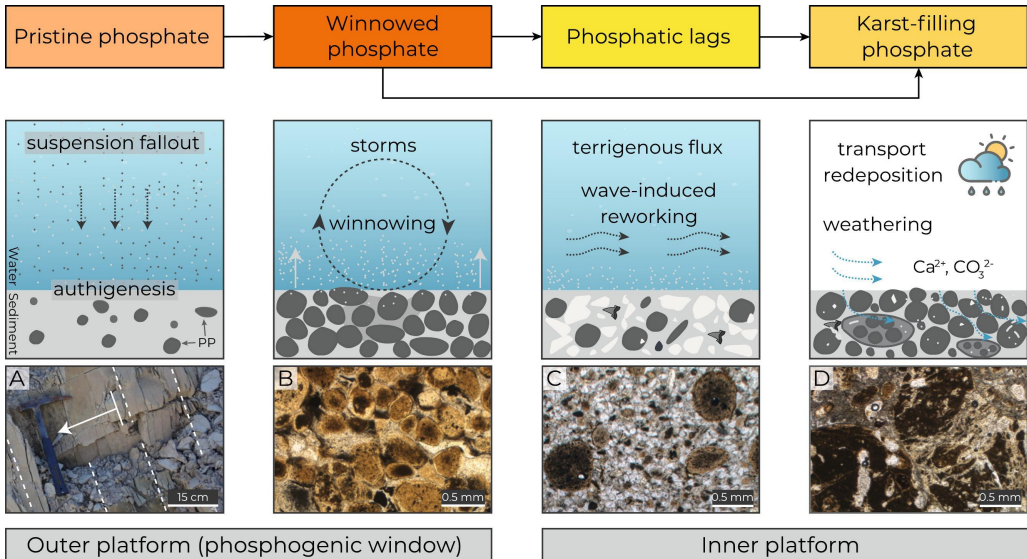 Pristine phosphate
Winnowed
phosphate
Phosphatic lags
Karst-filling
phosphate
suspension fallout
authigenesis
Water
Sediment
PP
storms
winnowing
terrigenous flux
wave-induced
reworking
transport
redeposition
weathering
Ca²⁺, CO₃²⁻
A
15 cm
B
0.5 mm
C
0.5 mm
D
0.5 mm
Outer platform (phosphogenic window)
Inner platform